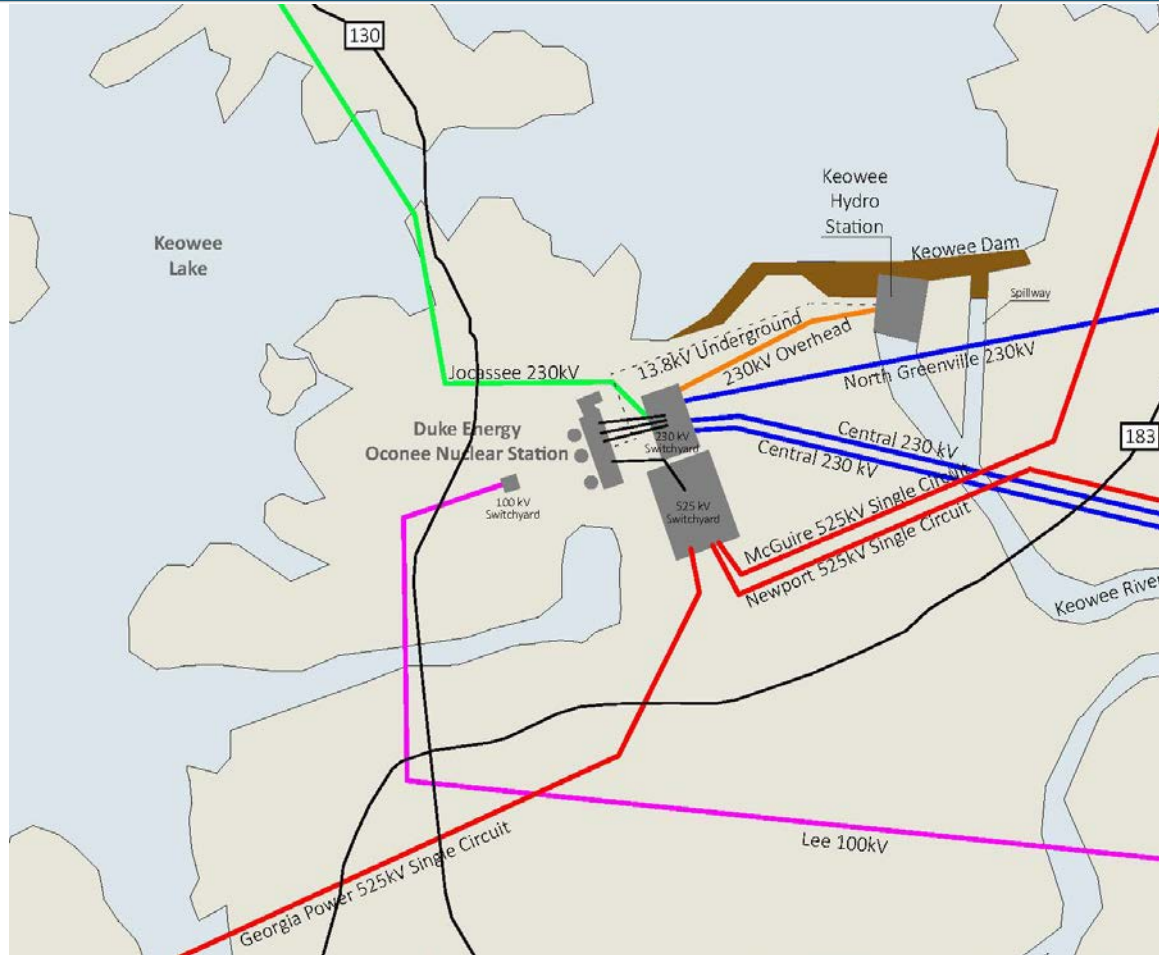 130
Keowee
Hydro
Station
Keowee
Lake
Keowee Dam
Spillway
13.8kV Underground
230kV Overhead
North Greenville 230kV
Jocassee 230kV
Duke Energy
Oconee Nuclear Station
230 kV
Switchyard
Central 230 kV
Central 230 kV
183
100 kV
Switchyard
525 kV
Switchyard
McGuire 525kV Single Circuit
Newport 525kV Single Circuit
Keowee River
Lee 100kV
Georgia Power 525kV Single Circuit